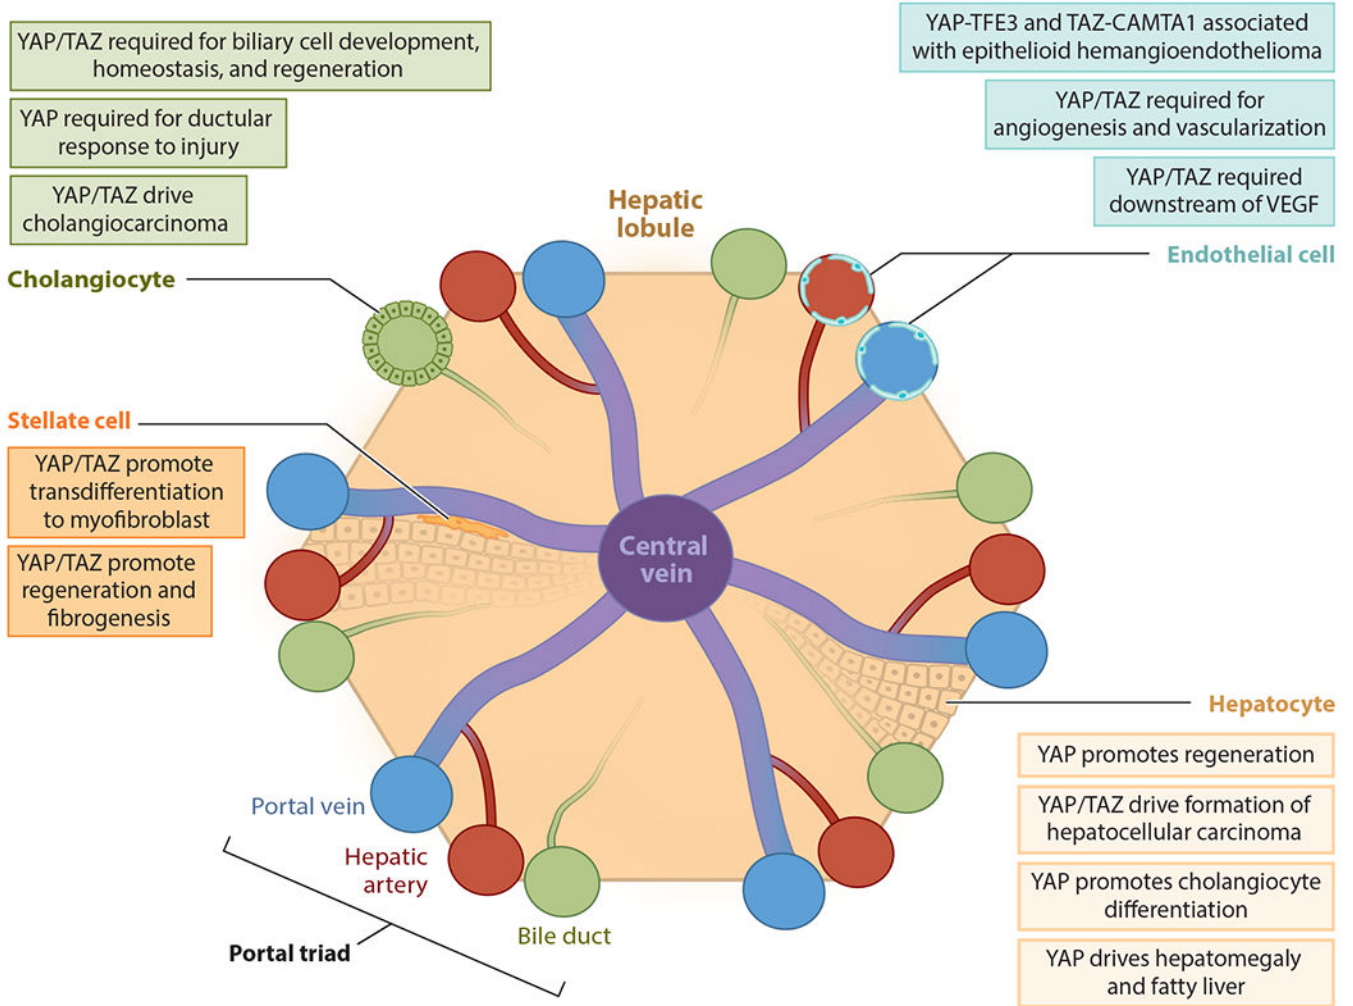 YAP/TAZ required for biliary cell development,
homeostasis, and regeneration
YAP required for ductular
response to injury
YAP/TAZ drive
cholangiocarcinoma
Cholangiocyte
YAP-TFE3 and TAZ-CAMTA1 associated
with epithelioid hemangioendothelioma
YAP/TAZ required for
angiogenesis and vascularization
YAP/TAZ required
downstream of VEGF
Endothelial cell
Hepatic
lobule
Stellate cell
YAP/TAZ promote
transdifferentiation
to myofibroblast
YAP/TAZ promote
regeneration and
fibrogenesis
Central
vein
Hepatocyte
YAP promotes regeneration
YAP/TAZ drive formation of
hepatocellular carcinoma
YAP promotes cholangiocyte
differentiation
YAP drives hepatomegaly
and fatty liver
Portal vein
Hepatic
artery
Bile duct
Portal triad